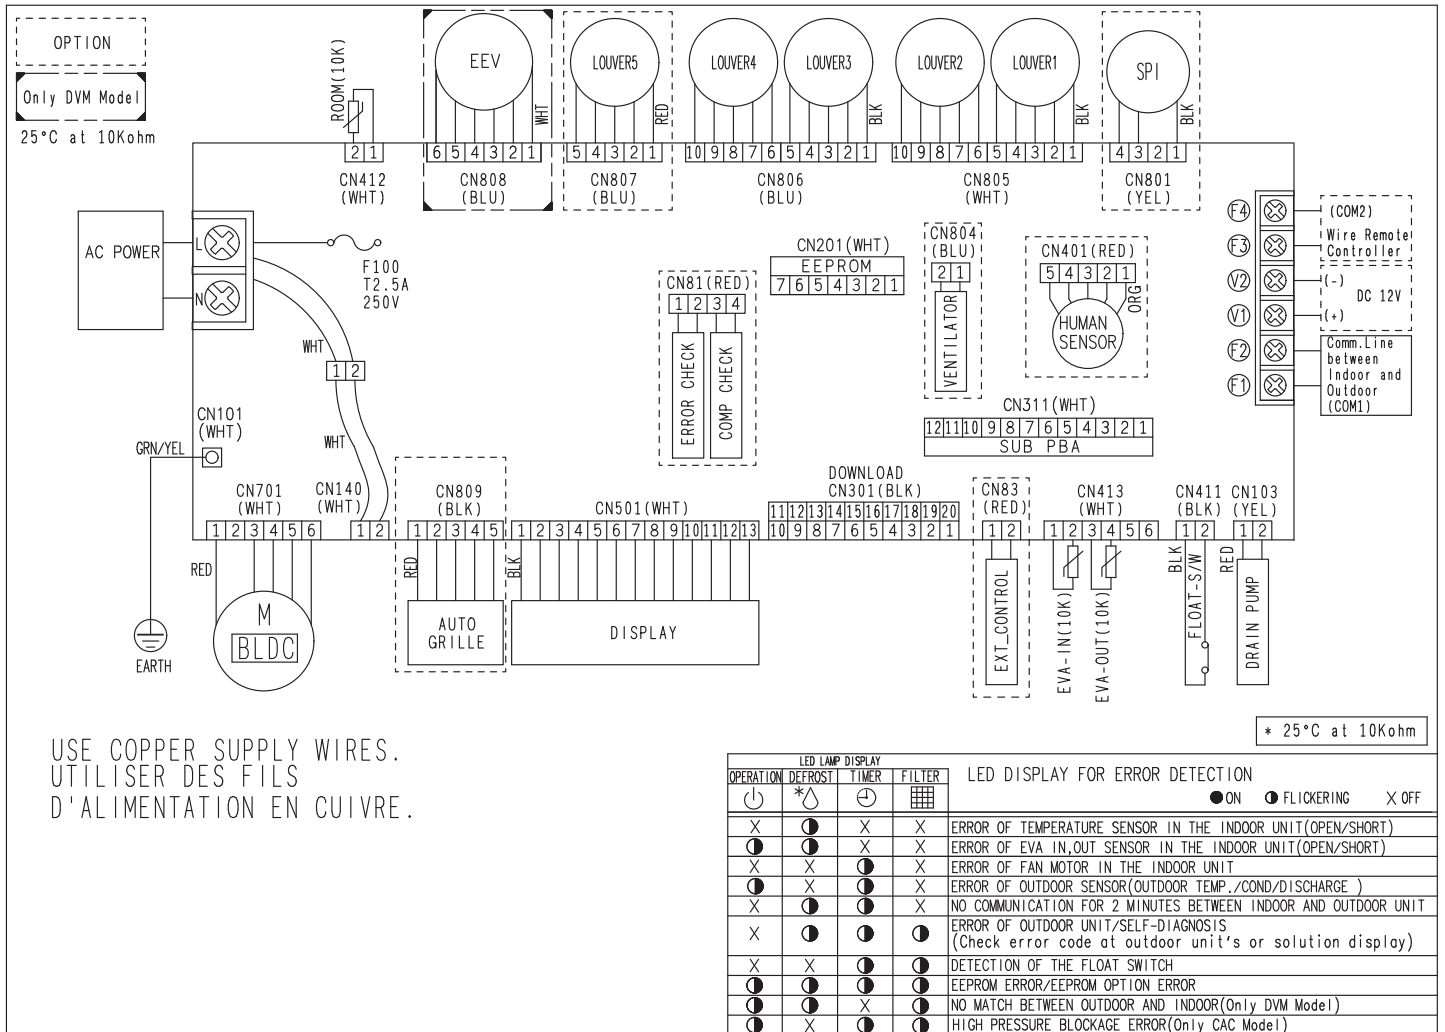 OPTION
Only DVM Model
25°C at 10Kohm
ROOM(10K)
EEV
WHT
LOUVER5
RED
LOUVER4
LOUVER3
BLK
LOUVER2
LOUVER1
BLK
SPI
BLK
2 1
6 5 4 3 2 1
5 4 3 2 1
10 9 8 7 6 5 4 3 2 1
10 9 8 7 6 5 4 3 2 1
4 3 2 1
CN412
(WHT)
CN808
(BLU)
CN807
(BLU)
CN806
(BLU)
CN805
(WHT)
CN801
(YEL)
AC POWER
L
N
F100
T2.5A
250V
WHT
1 2
WHT
CN81(RED)
1 2 3 4
ERROR CHECK
COMP CHECK
CN201(WHT)
EEPROM
7 6 5 4 3 2 1
CN804
(BLU)
2 1
VENTILATOR
CN401(RED)
5 4 3 2 1
ORG
HUMAN
SENSOR
F4
F3
V2
V1
F2
F1
(COM2)
Wire Remote
Controller
(-)
DC 12V
(+)
Comm.Line
between
Indoor and
Outdoor
(COM1)
CN311(WHT)
12 11 10 9 8 7 6 5 4 3 2 1
SUB PBA
CN101
(WHT)
GRN/YEL
EARTH
CN701
(WHT)
1 2 3 4 5 6
RED
M
BLDC
CN140
(WHT)
1 2
CN809
(BLK)
1 2 3 4 5
RED
AUTO
GRILLE
CN501(WHT)
1 2 3 4 5 6 7 8 9 10 11 12 13
BLK
DISPLAY
DOWNLOAD
CN301(BLK)
11 12 13 14 15 16 17 18 19 20
10 9 8 7 6 5 4 3 2 1
CN83
(RED)
1 2
EXT_CONTROL
CN413
(WHT)
1 2 3 4 5 6
EVA-IN(10K)
EVA-OUT(10K)
CN411
(BLK)
1 2
BLK
FLOAT-S/W
CN103
(YEL)
1 2
RED
DRAIN PUMP
* 25°C at 10Kohm
USE COPPER SUPPLY WIRES.
UTILISER DES FILS
D'ALIMENTATION EN CUIVRE.
LED LAMP DISPLAY
OPERATION DEFROST TIMER FILTER
LED DISPLAY FOR ERROR DETECTION
● ON ◑ FLICKERING X OFF
X ◑ X X ERROR OF TEMPERATURE SENSOR IN THE INDOOR UNIT(OPEN/SHORT)
◑ ◑ X X ERROR OF EVA IN,OUT SENSOR IN THE INDOOR UNIT(OPEN/SHORT)
X X ◑ X ERROR OF FAN MOTOR IN THE INDOOR UNIT
◑ X ◑ X ERROR OF OUTDOOR SENSOR(OUTDOOR TEMP./COND/DISCHARGE )
X ◑ ◑ X NO COMMUNICATION FOR 2 MINUTES BETWEEN INDOOR AND OUTDOOR UNIT
X ◑ ◑ ◑ ERROR OF OUTDOOR UNIT/SELF-DIAGNOSIS
(Check error code at outdoor unit's or solution display)
X X ◑ ◑ DETECTION OF THE FLOAT SWITCH
◑ ◑ ◑ ◑ EEPROM ERROR/EEPROM OPTION ERROR
◑ ◑ X ◑ NO MATCH BETWEEN OUTDOOR AND INDOOR(Only DVM Model)
◑ X ◑ ◑ HIGH PRESSURE BLOCKAGE ERROR(Only CAC Model)